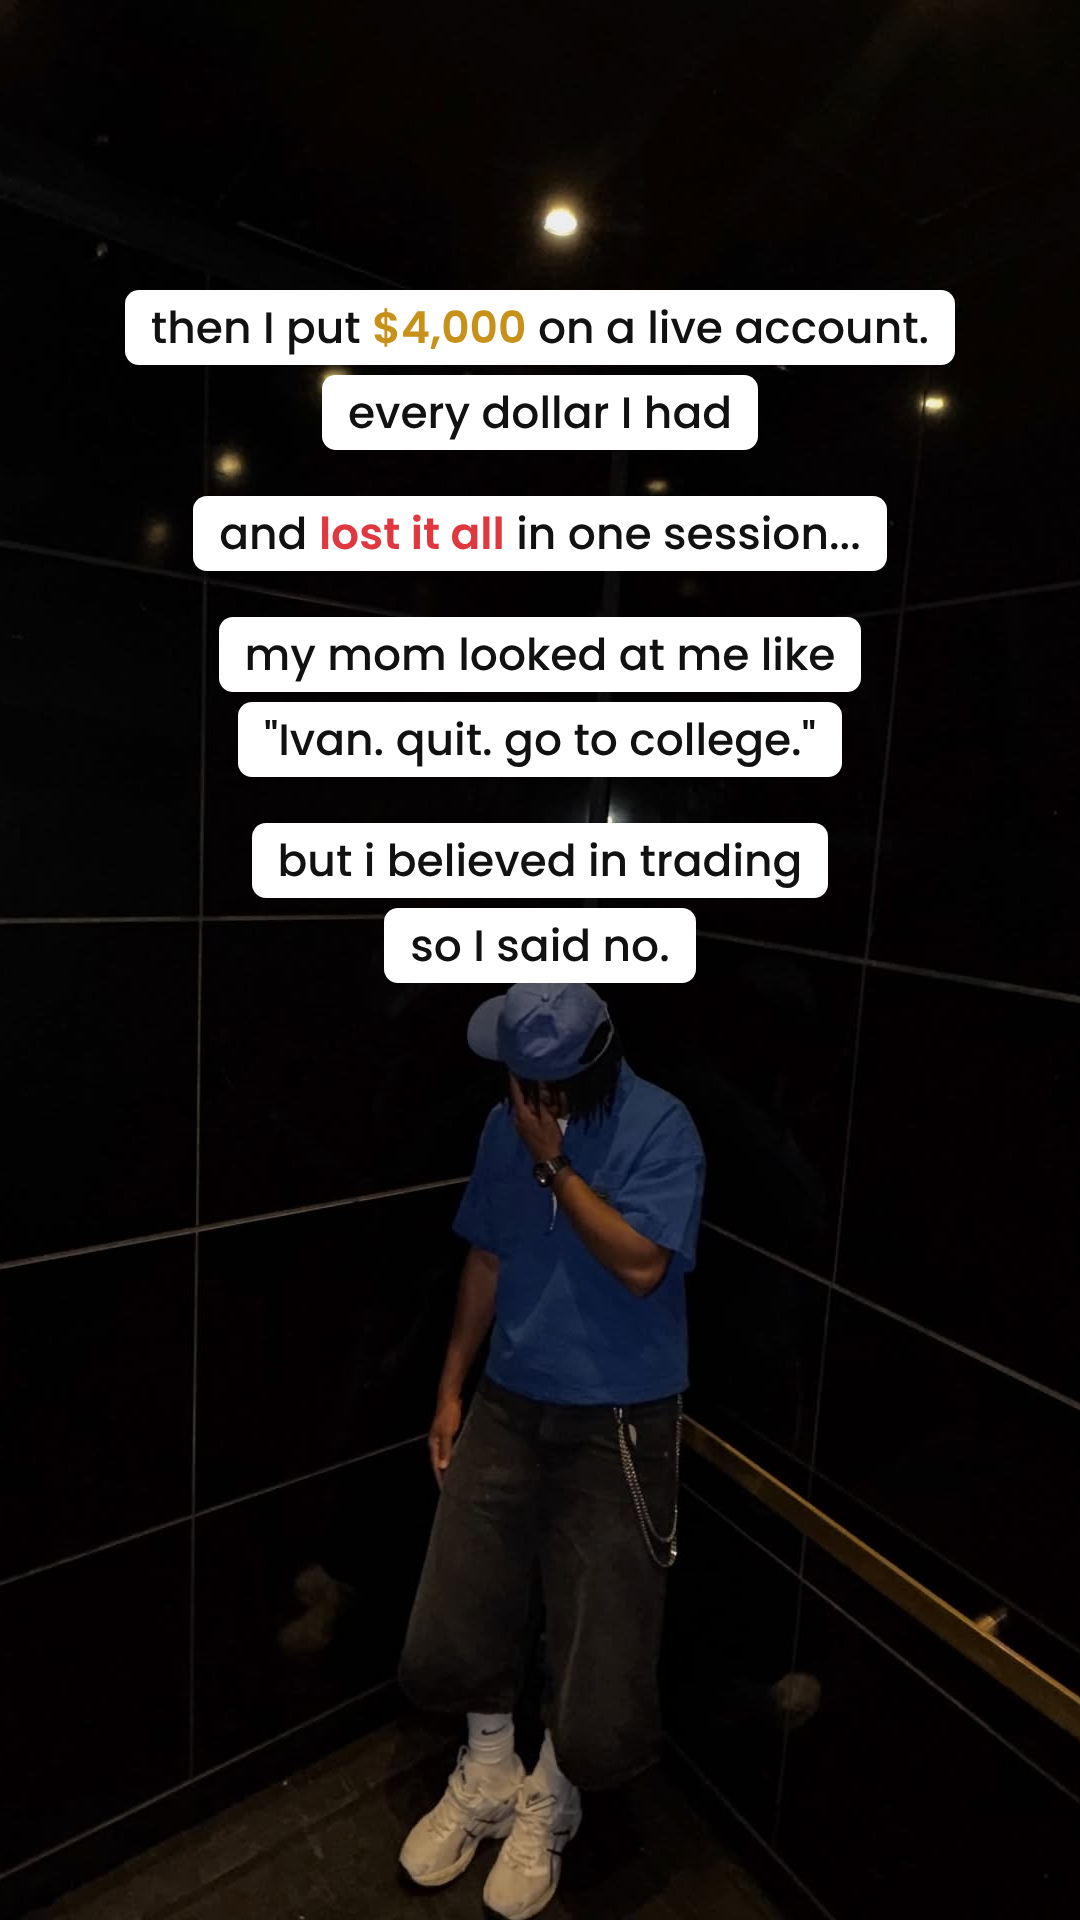 then I put $4,000 on a live account.
every dollar I had
and lost it all in one session...
my mom looked at me like
"Ivan. quit. go to college."
but i believed in trading
so I said no.